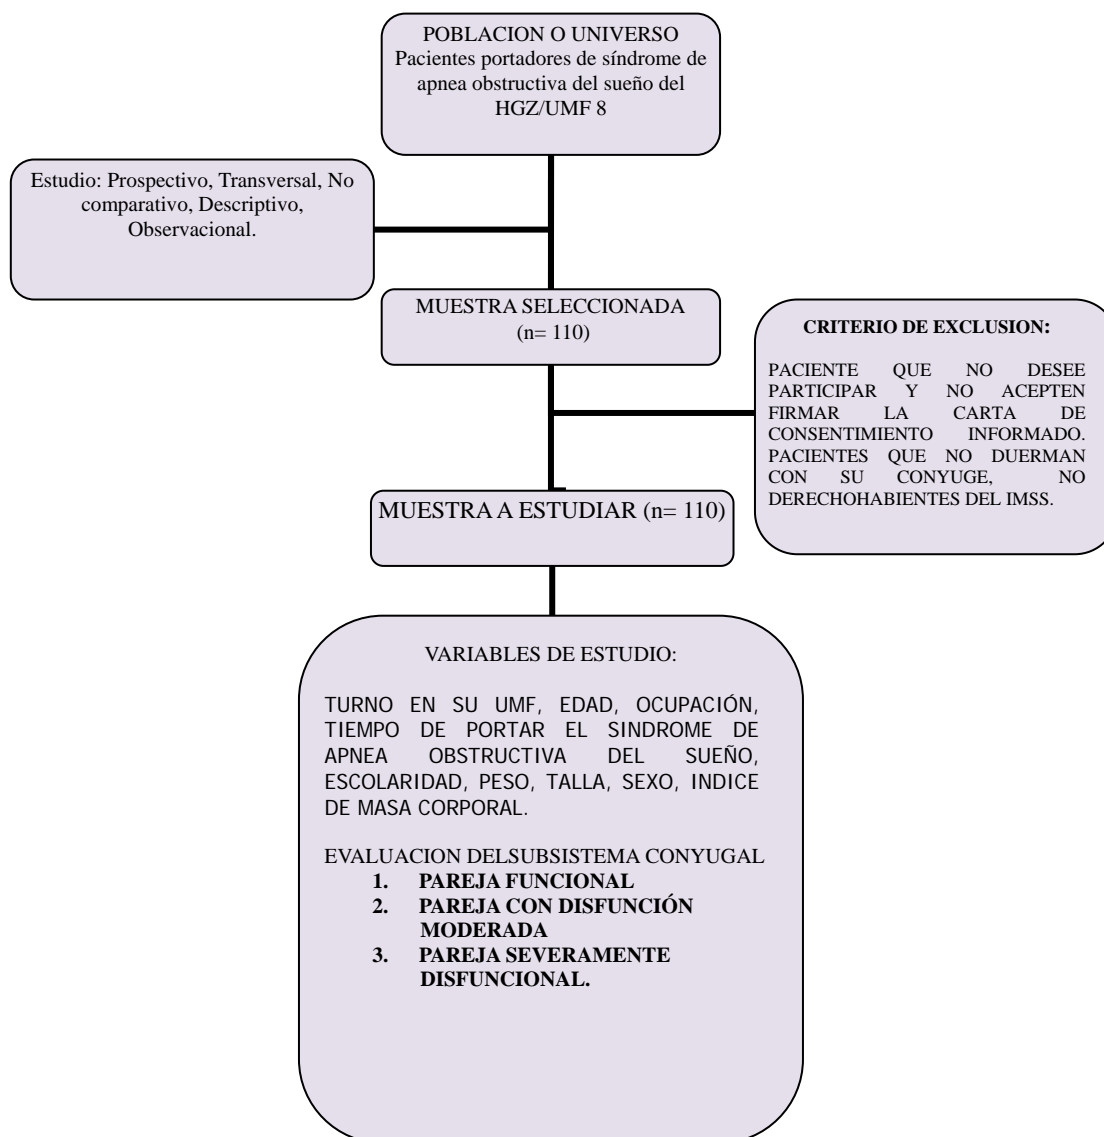 POBLACION O UNIVERSO
Pacientes portadores de síndrome de
apnea obstructiva del sueño del
HGZ/UMF 8
Estudio: Prospectivo, Transversal, No
comparativo, Descriptivo,
Observacional.
MUESTRA SELECCIONADA
(n= 110)
CRITERIO DE EXCLUSION:
PACIENTE QUE NO DESEE
PARTICIPAR Y NO ACEPTEN
FIRMAR LA CARTA DE
CONSENTIMIENTO INFORMADO.
PACIENTES QUE NO DUERMAN
CON SU CONYUGE, NO
DERECHOHABIENTES DEL IMSS.
MUESTRA A ESTUDIAR (n= 110)
VARIABLES DE ESTUDIO:
TURNO EN SU UMF, EDAD, OCUPACIÓN,
TIEMPO DE PORTAR EL SINDROME DE
APNEA OBSTRUCTIVA DEL SUEÑO,
ESCOLARIDAD, PESO, TALLA, SEXO, INDICE
DE MASA CORPORAL.
EVALUACION DELSUBSISTEMA CONYUGAL
1. PAREJA FUNCIONAL
2. PAREJA CON DISFUNCIÓN
MODERADA
3. PAREJA SEVERAMENTE
DISFUNCIONAL.